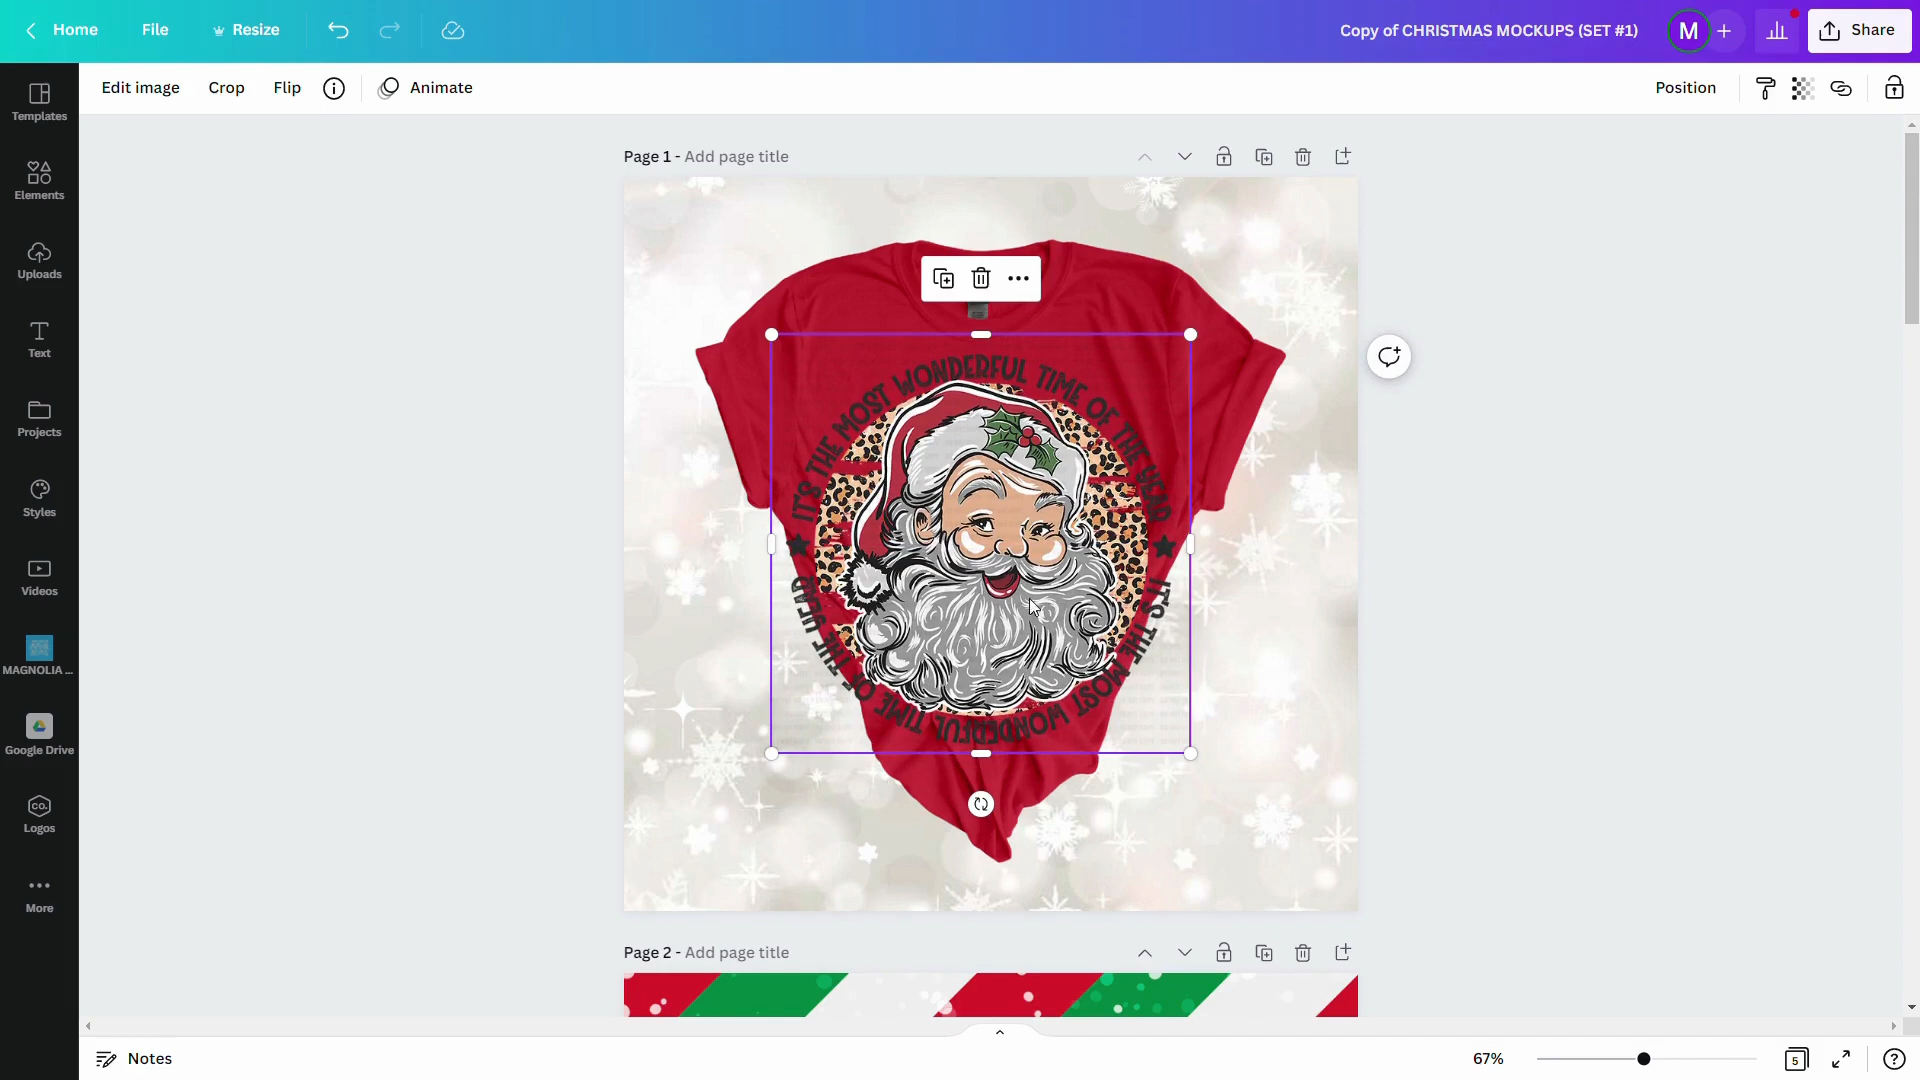 Home
File
Resize
Copy of CHRISTMAS MOCKUPS (SET #1)
M
Share
Edit image
Crop
Flip
Animate
Position
Templates
Elements
Uploads
Text
Projects
Styles
Videos
MAGNOLIA ...
Google Drive
CO.
Logos
More
Page 1 - Add page title
IT'S THE MOST WONDERFUL TIME OF THE YEAR
IT'S THE MOST WONDERFUL TIME OF THE YEAR
Page 2 - Add page title
Notes
67%
5